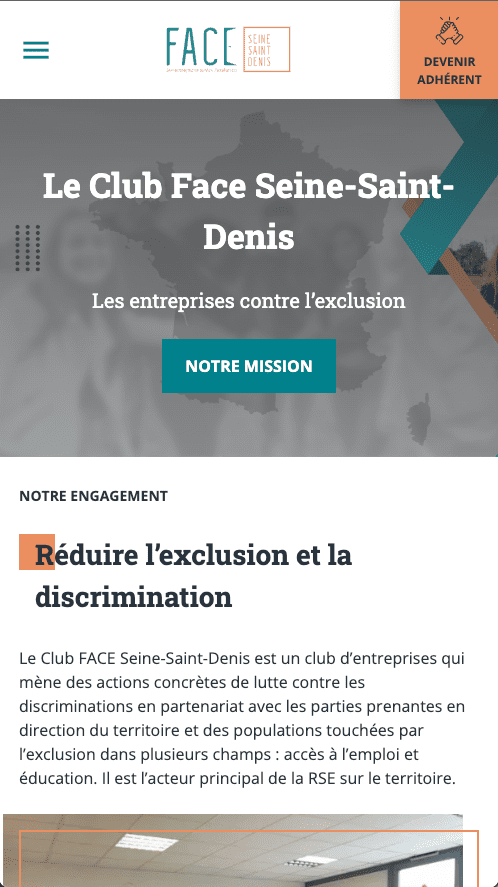 FACE
SEINE
SAINT
DENIS
DEVENIR
ADHÉRENT
Le Club Face Seine-Saint-
Denis
Les entreprises contre l’exclusion
NOTRE MISSION
NOTRE ENGAGEMENT
Réduire l’exclusion et la
discrimination
Le Club FACE Seine-Saint-Denis est un club d’entreprises qui
mène des actions concrètes de lutte contre les
discriminations en partenariat avec les parties prenantes en
direction du territoire et des populations touchées par
l’exclusion dans plusieurs champs : accès à l’emploi et
éducation. Il est l’acteur principal de la RSE sur le territoire.